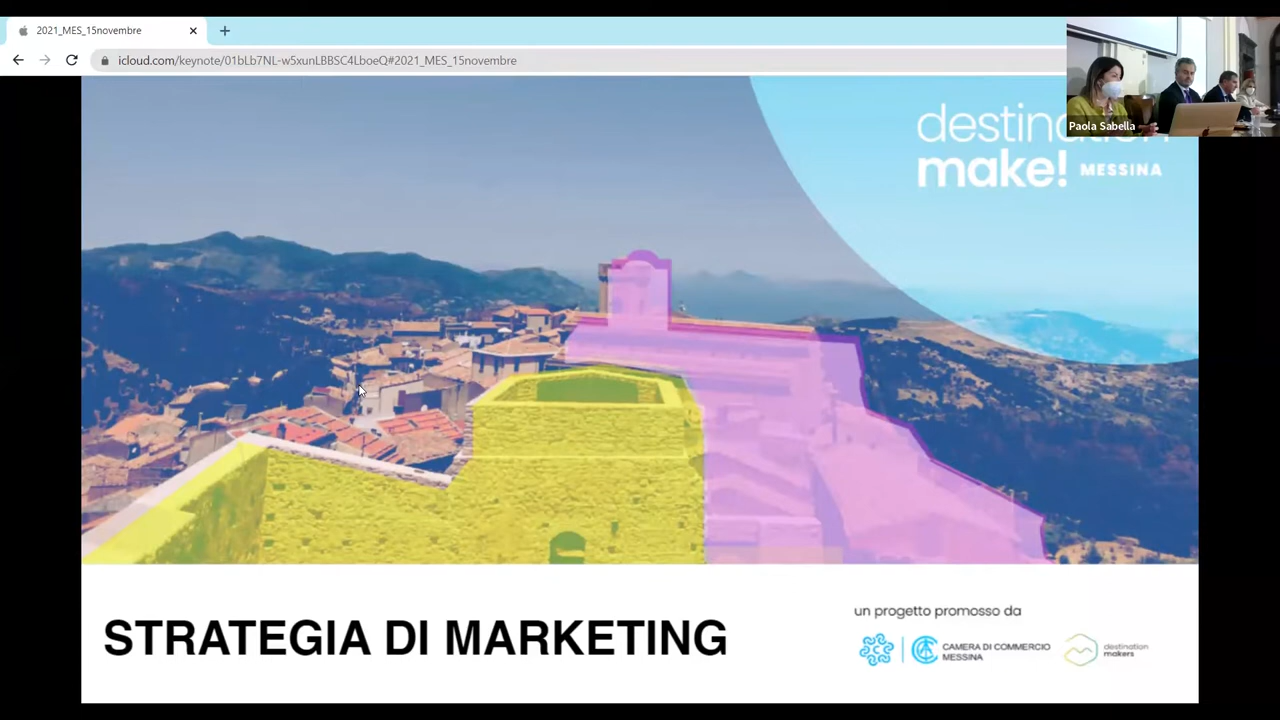 2021_MES_15novembre
icloud.com/keynote/01bLb7NL-w5xunLBBSC4LboeQ#2021_MES_15novembre
Paola Sabella
make! MESSINA
STRATEGIA DI MARKETING
un progetto promosso da
CAMERA DI COMMERCIO
MESSINA
destination
makers